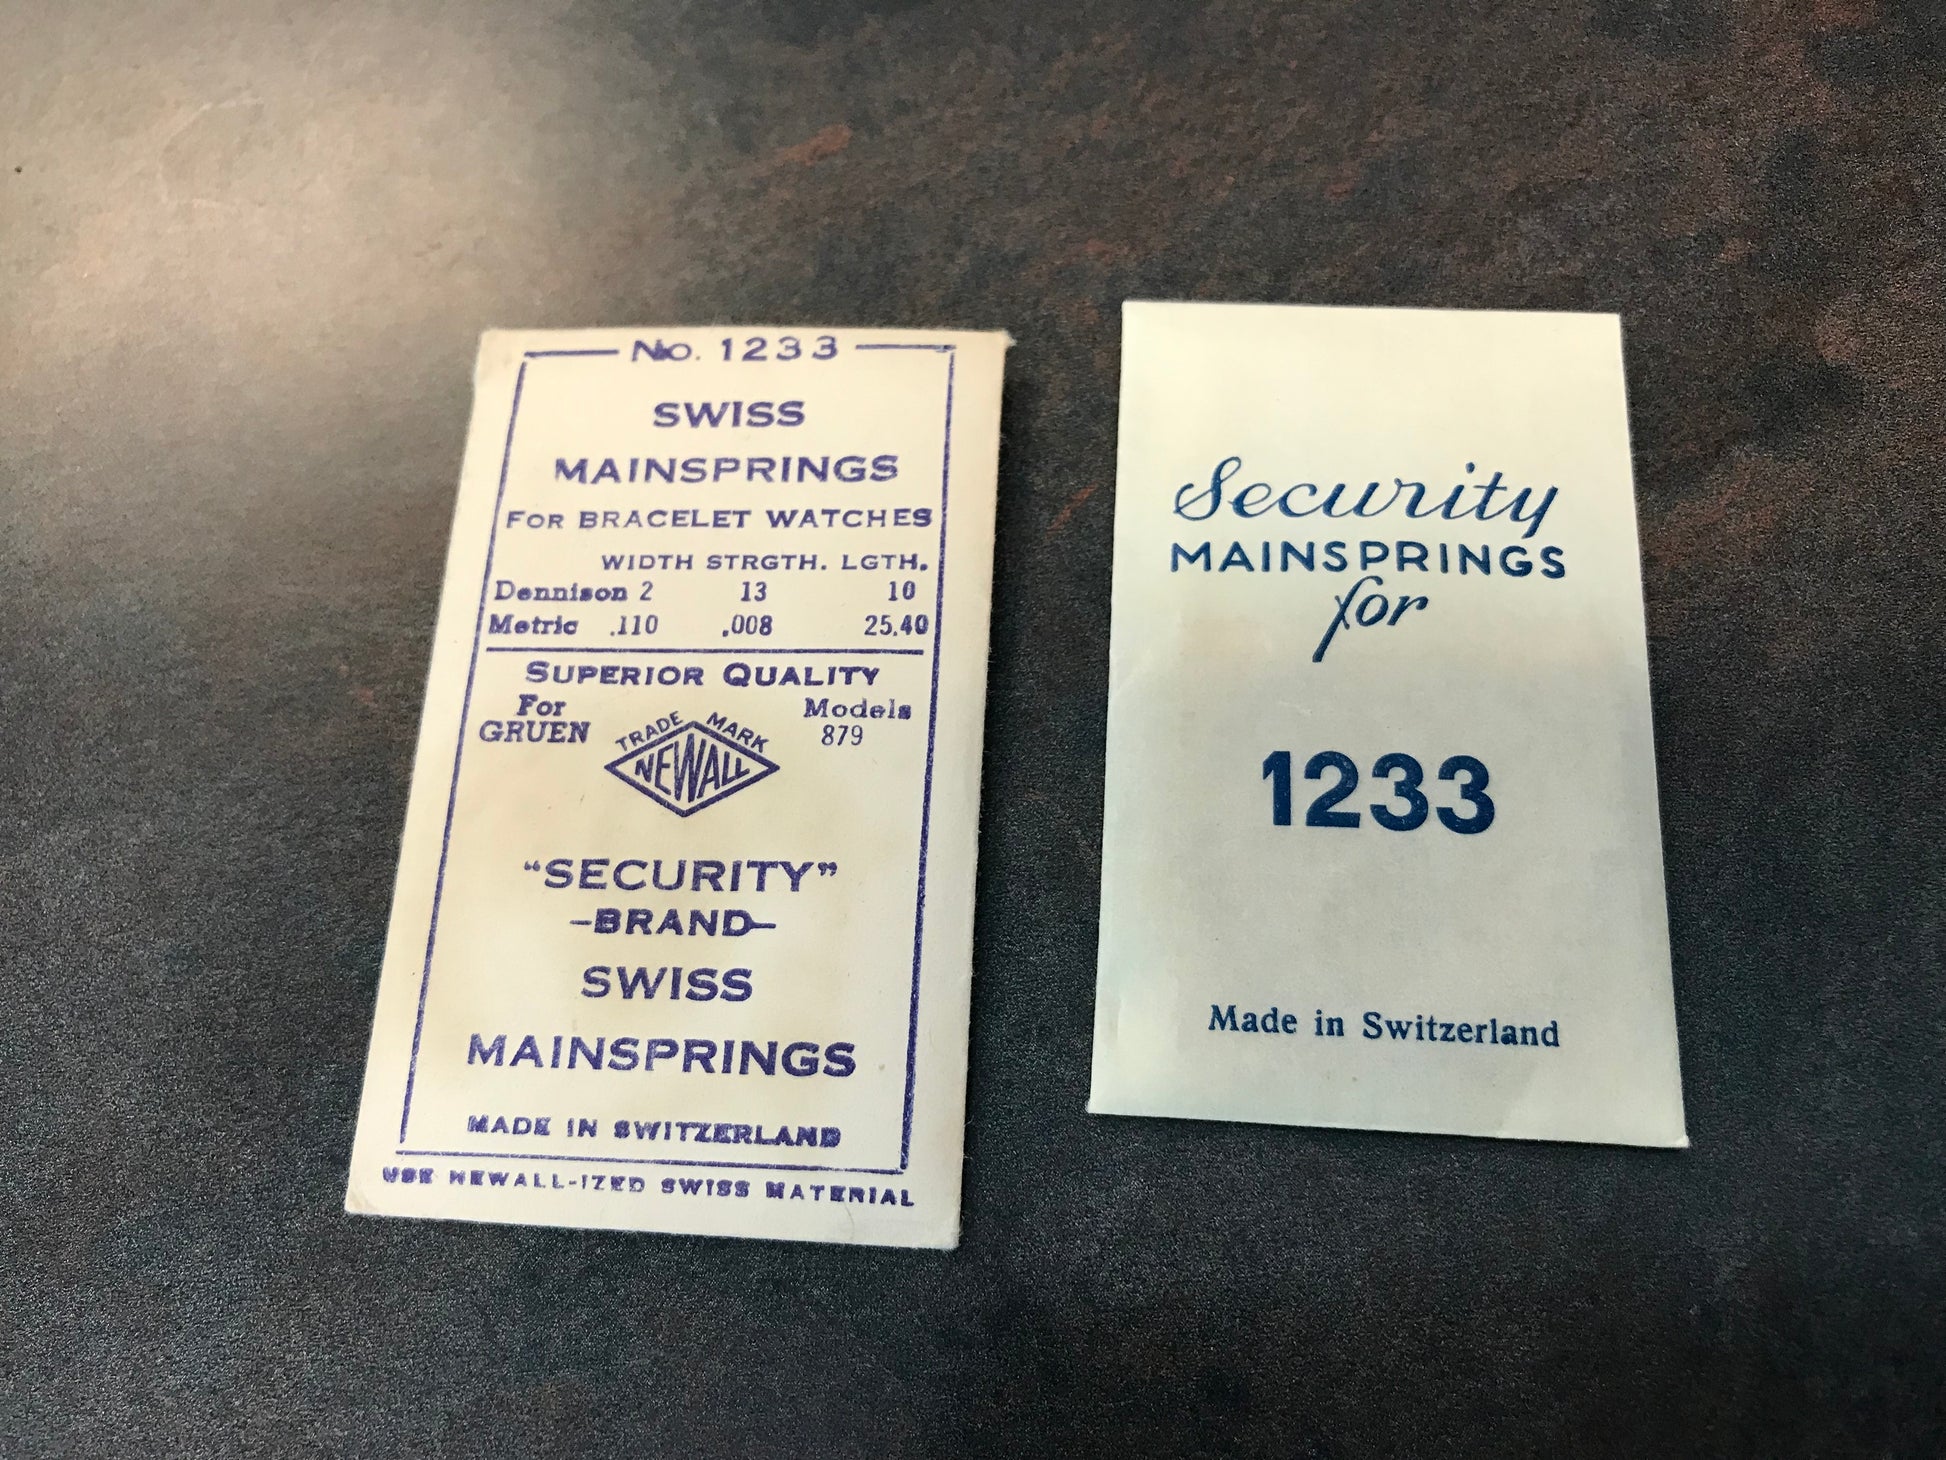 No. 1233
SWISS
MAINSPRINGS
FOR BRACELET WATCHES
WIDTH STRGTH. LGTH.
Dennison 2 13 10
Metric .110 .008 25.40
SUPERIOR QUALITY
For Models
GRUEN 879
TRADE MARK
NEWALL
"SECURITY"
-BRAND-
SWISS
MAINSPRINGS
MADE IN SWITZERLAND
USE NEWALL-IZED SWISS MATERIAL
Security
MAINSPRINGS
for
1233
Made in Switzerland